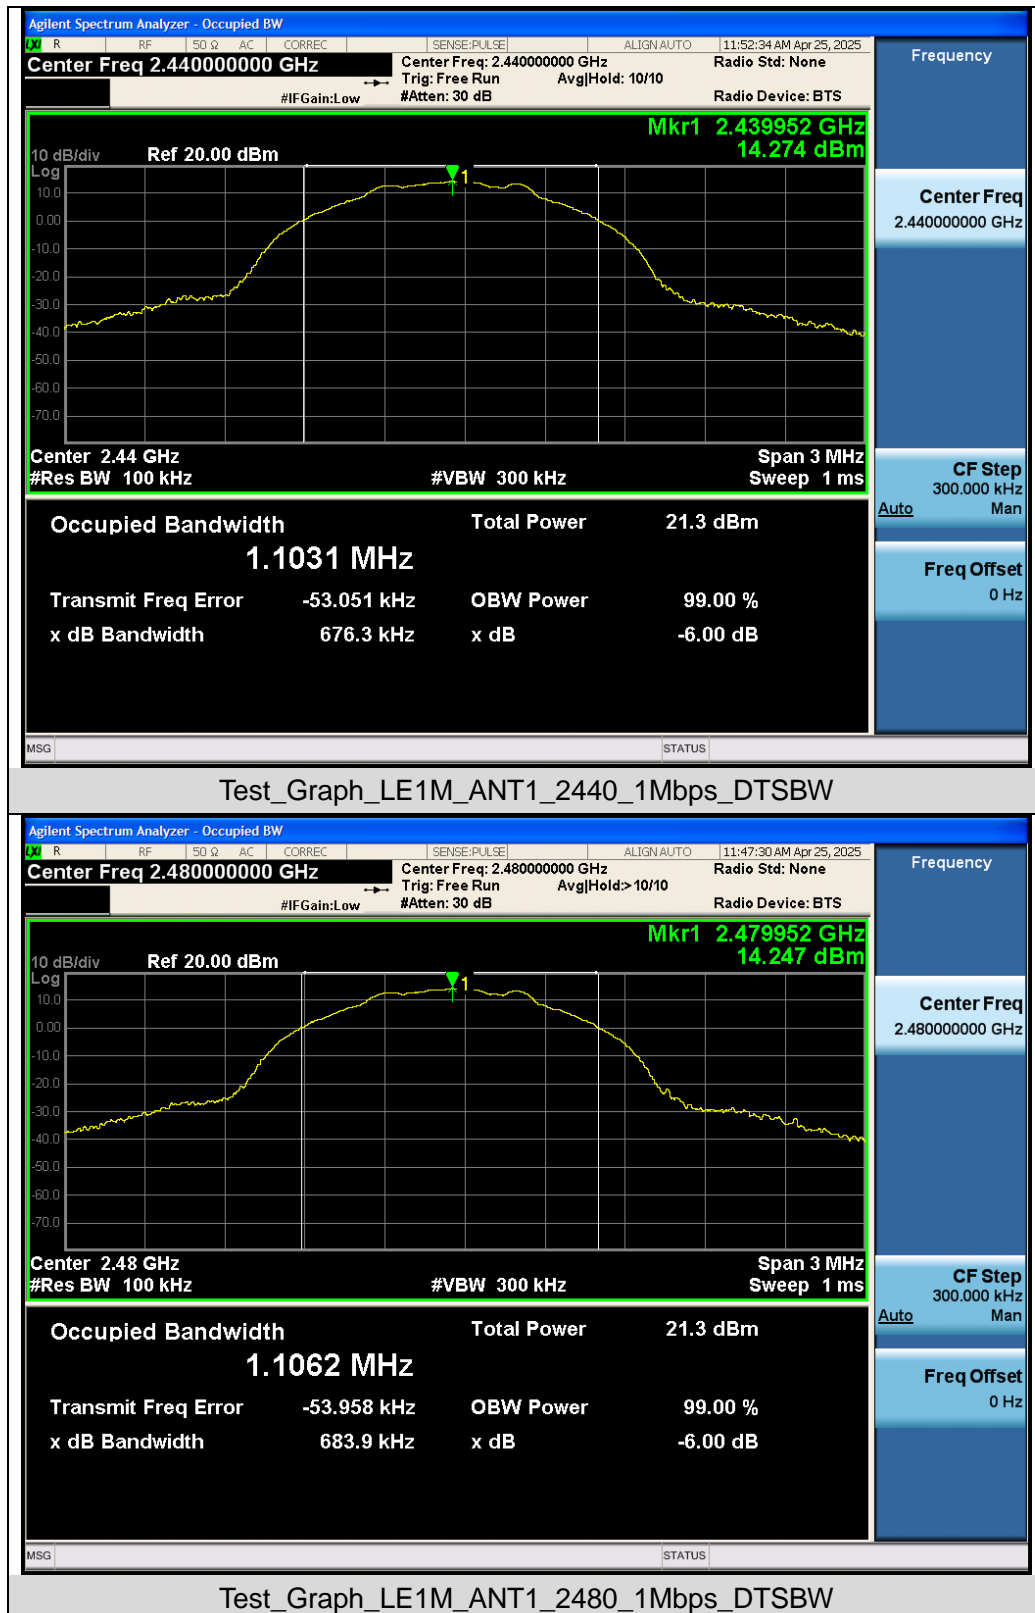 Agilent Spectrum Analyzer - Occupied BW
LXI R RF 50 Ω AC CORREC SENSE:PULSE ALIGN AUTO 11:52:34 AM Apr 25, 2025
Center Freq 2.440000000 GHz
Center Freq: 2.440000000 GHz
Radio Std: None
Trig: Free Run Avg|Hold: 10/10
#IFGain:Low #Atten: 30 dB Radio Device: BTS
Frequency
Mkr1 2.439952 GHz
14.274 dBm
10 dB/div Ref 20.00 dBm
Log
10.0
0.00
-10.0
-20.0
-30.0
-40.0
-50.0
-60.0
-70.0
1
Center 2.44 GHz Span 3 MHz
#Res BW 100 kHz #VBW 300 kHz Sweep 1 ms
Center Freq
2.440000000 GHz
CF Step
300.000 kHz
Auto Man
Freq Offset
0 Hz
Occupied Bandwidth Total Power 21.3 dBm
1.1031 MHz
Transmit Freq Error -53.051 kHz OBW Power 99.00 %
x dB Bandwidth 676.3 kHz x dB -6.00 dB
MSG STATUS
Test_Graph_LE1M_ANT1_2440_1Mbps_DTSBW
Agilent Spectrum Analyzer - Occupied BW
LXI R RF 50 Ω AC CORREC SENSE:PULSE ALIGN AUTO 11:47:30 AM Apr 25, 2025
Center Freq 2.480000000 GHz
Center Freq: 2.480000000 GHz
Radio Std: None
Trig: Free Run Avg|Hold:> 10/10
#IFGain:Low #Atten: 30 dB Radio Device: BTS
Frequency
Mkr1 2.479952 GHz
14.247 dBm
10 dB/div Ref 20.00 dBm
Log
10.0
0.00
-10.0
-20.0
-30.0
-40.0
-50.0
-60.0
-70.0
1
Center 2.48 GHz Span 3 MHz
#Res BW 100 kHz #VBW 300 kHz Sweep 1 ms
Center Freq
2.480000000 GHz
CF Step
300.000 kHz
Auto Man
Freq Offset
0 Hz
Occupied Bandwidth Total Power 21.3 dBm
1.1062 MHz
Transmit Freq Error -53.958 kHz OBW Power 99.00 %
x dB Bandwidth 683.9 kHz x dB -6.00 dB
MSG STATUS
Test_Graph_LE1M_ANT1_2480_1Mbps_DTSBW